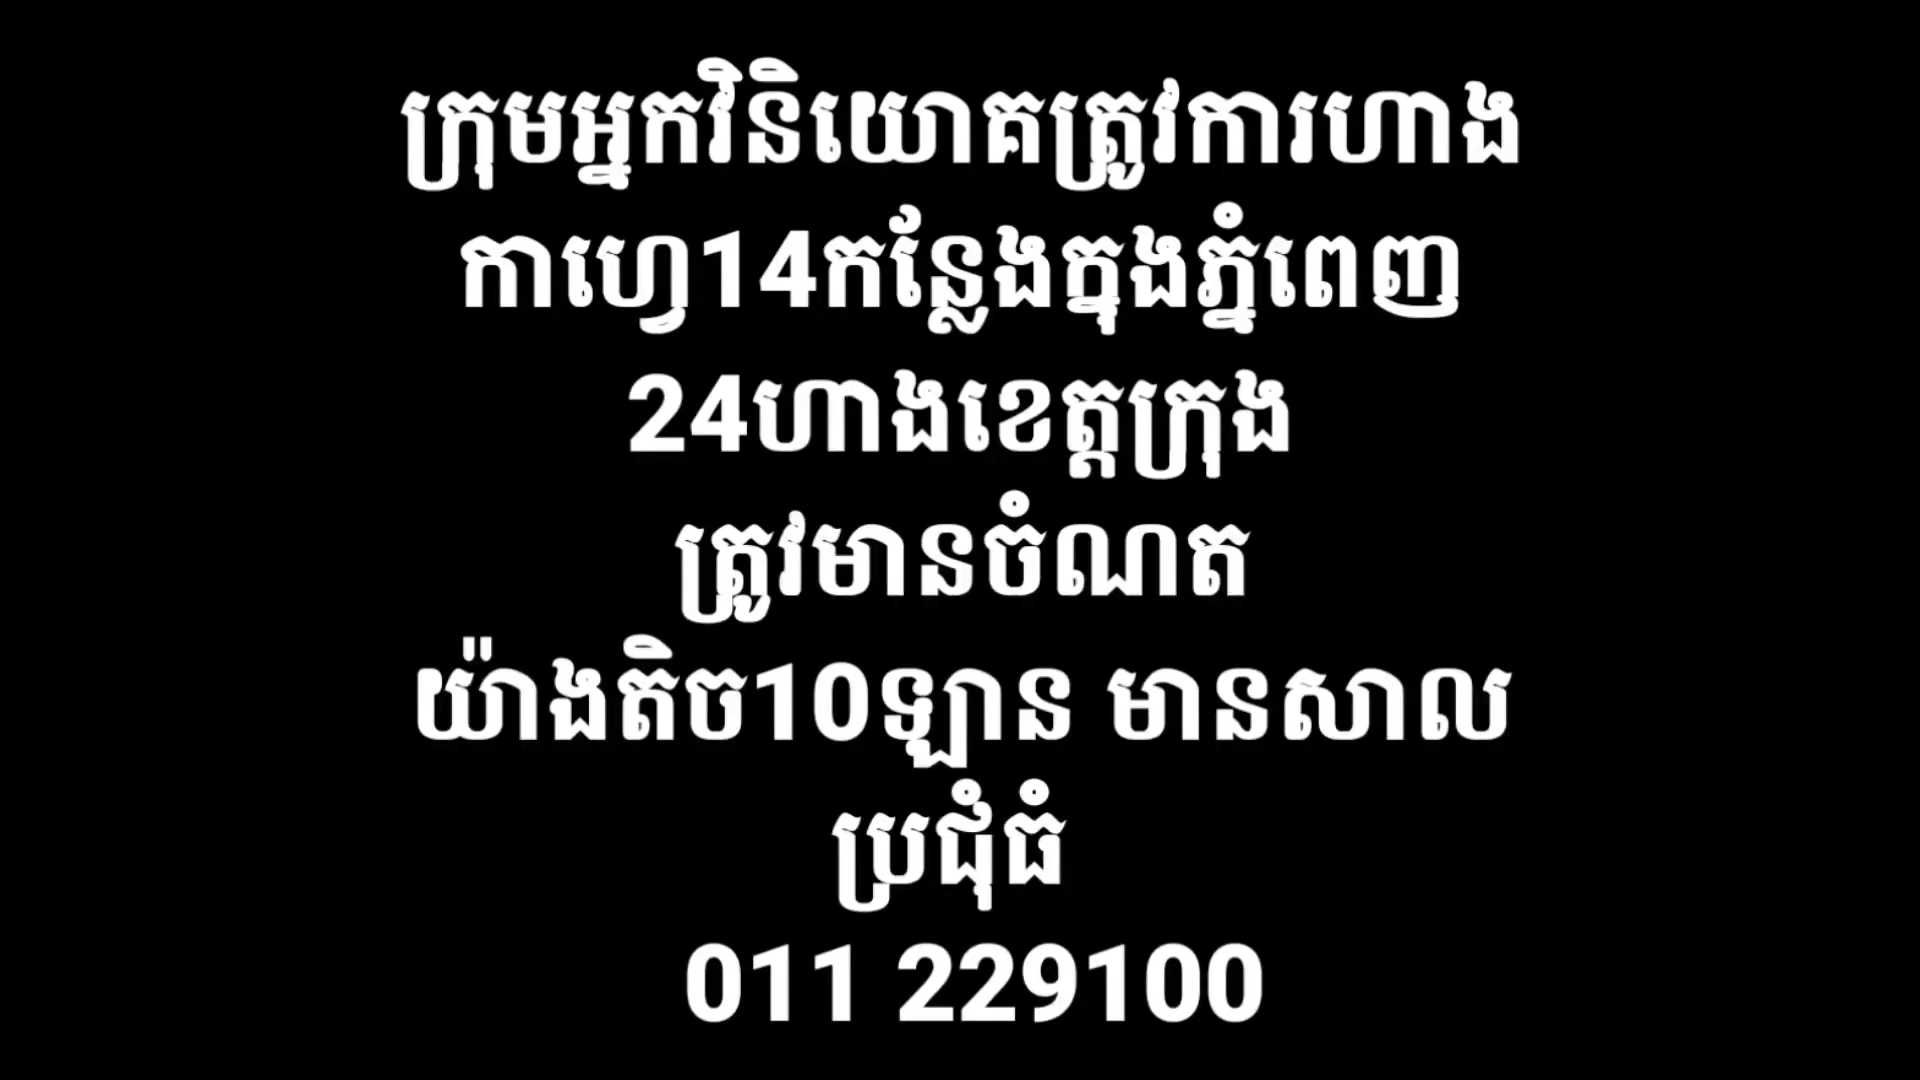 ក្រុមអ្នកវិនិយោគត្រូវការហាង
កាហ្វេ14កន្លែងក្នុងភ្នំពេញ
24ហាងខេត្តក្រុង
ត្រូវមានចំណត
យ៉ាងតិច10ឡាន មានសាល
ប្រជុំធំ
011 229100